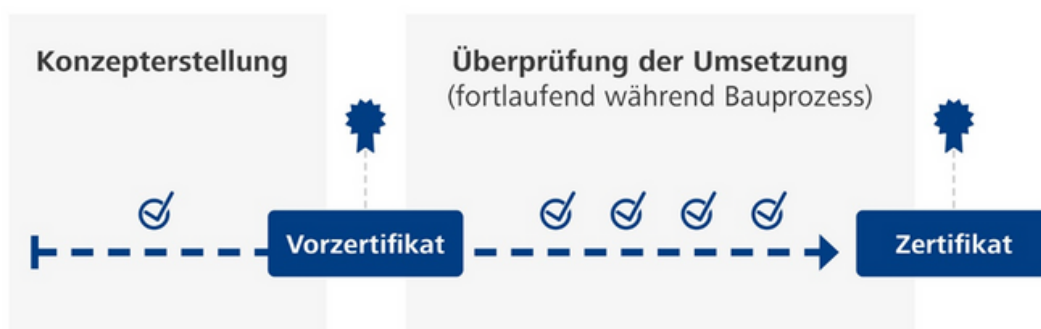 Konzepterstellung
Überprüfung der Umsetzung
(fortlaufend während Bauprozess)
Vorzertifikat
Zertifikat